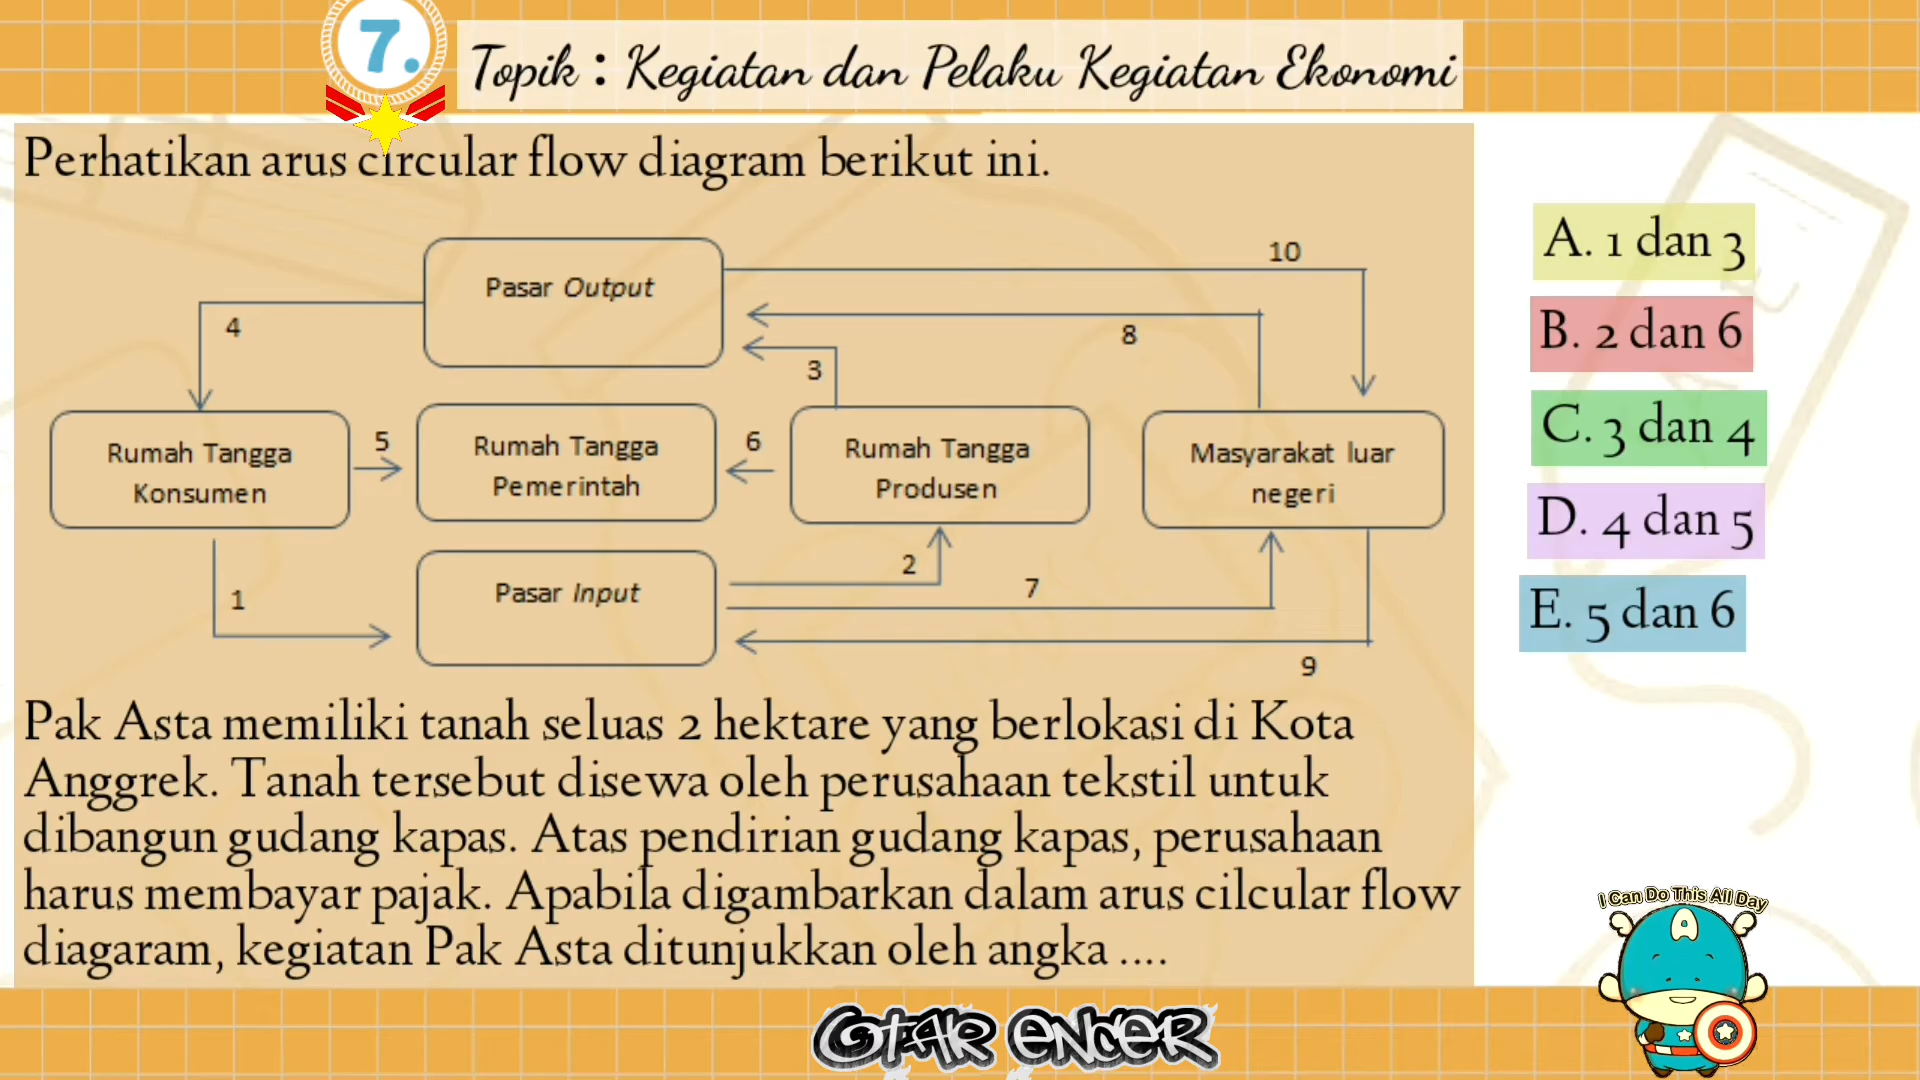 7.
Topik : Kegiatan dan Pelaku Kegiatan Ekonomi
Perhatikan arus circular flow diagram berikut ini.
10
Pasar Output
4
8
3
Rumah Tangga
Konsumen
5
Rumah Tangga
Pemerintah
6
Rumah Tangga
Produsen
Masyarakat luar
negeri
1
Pasar Input
2
7
9
Pak Asta memiliki tanah seluas 2 hektare yang berlokasi di Kota
Anggrek. Tanah tersebut disewa oleh perusahaan tekstil untuk
dibangun gudang kapas. Atas pendirian gudang kapas, perusahaan
harus membayar pajak. Apabila digambarkan dalam arus cilcular flow
diagaram, kegiatan Pak Asta ditunjukkan oleh angka ....
A. 1 dan 3
B. 2 dan 6
C. 3 dan 4
D. 4 dan 5
E. 5 dan 6
I Can Do This All Day
A
OTAK ENCER